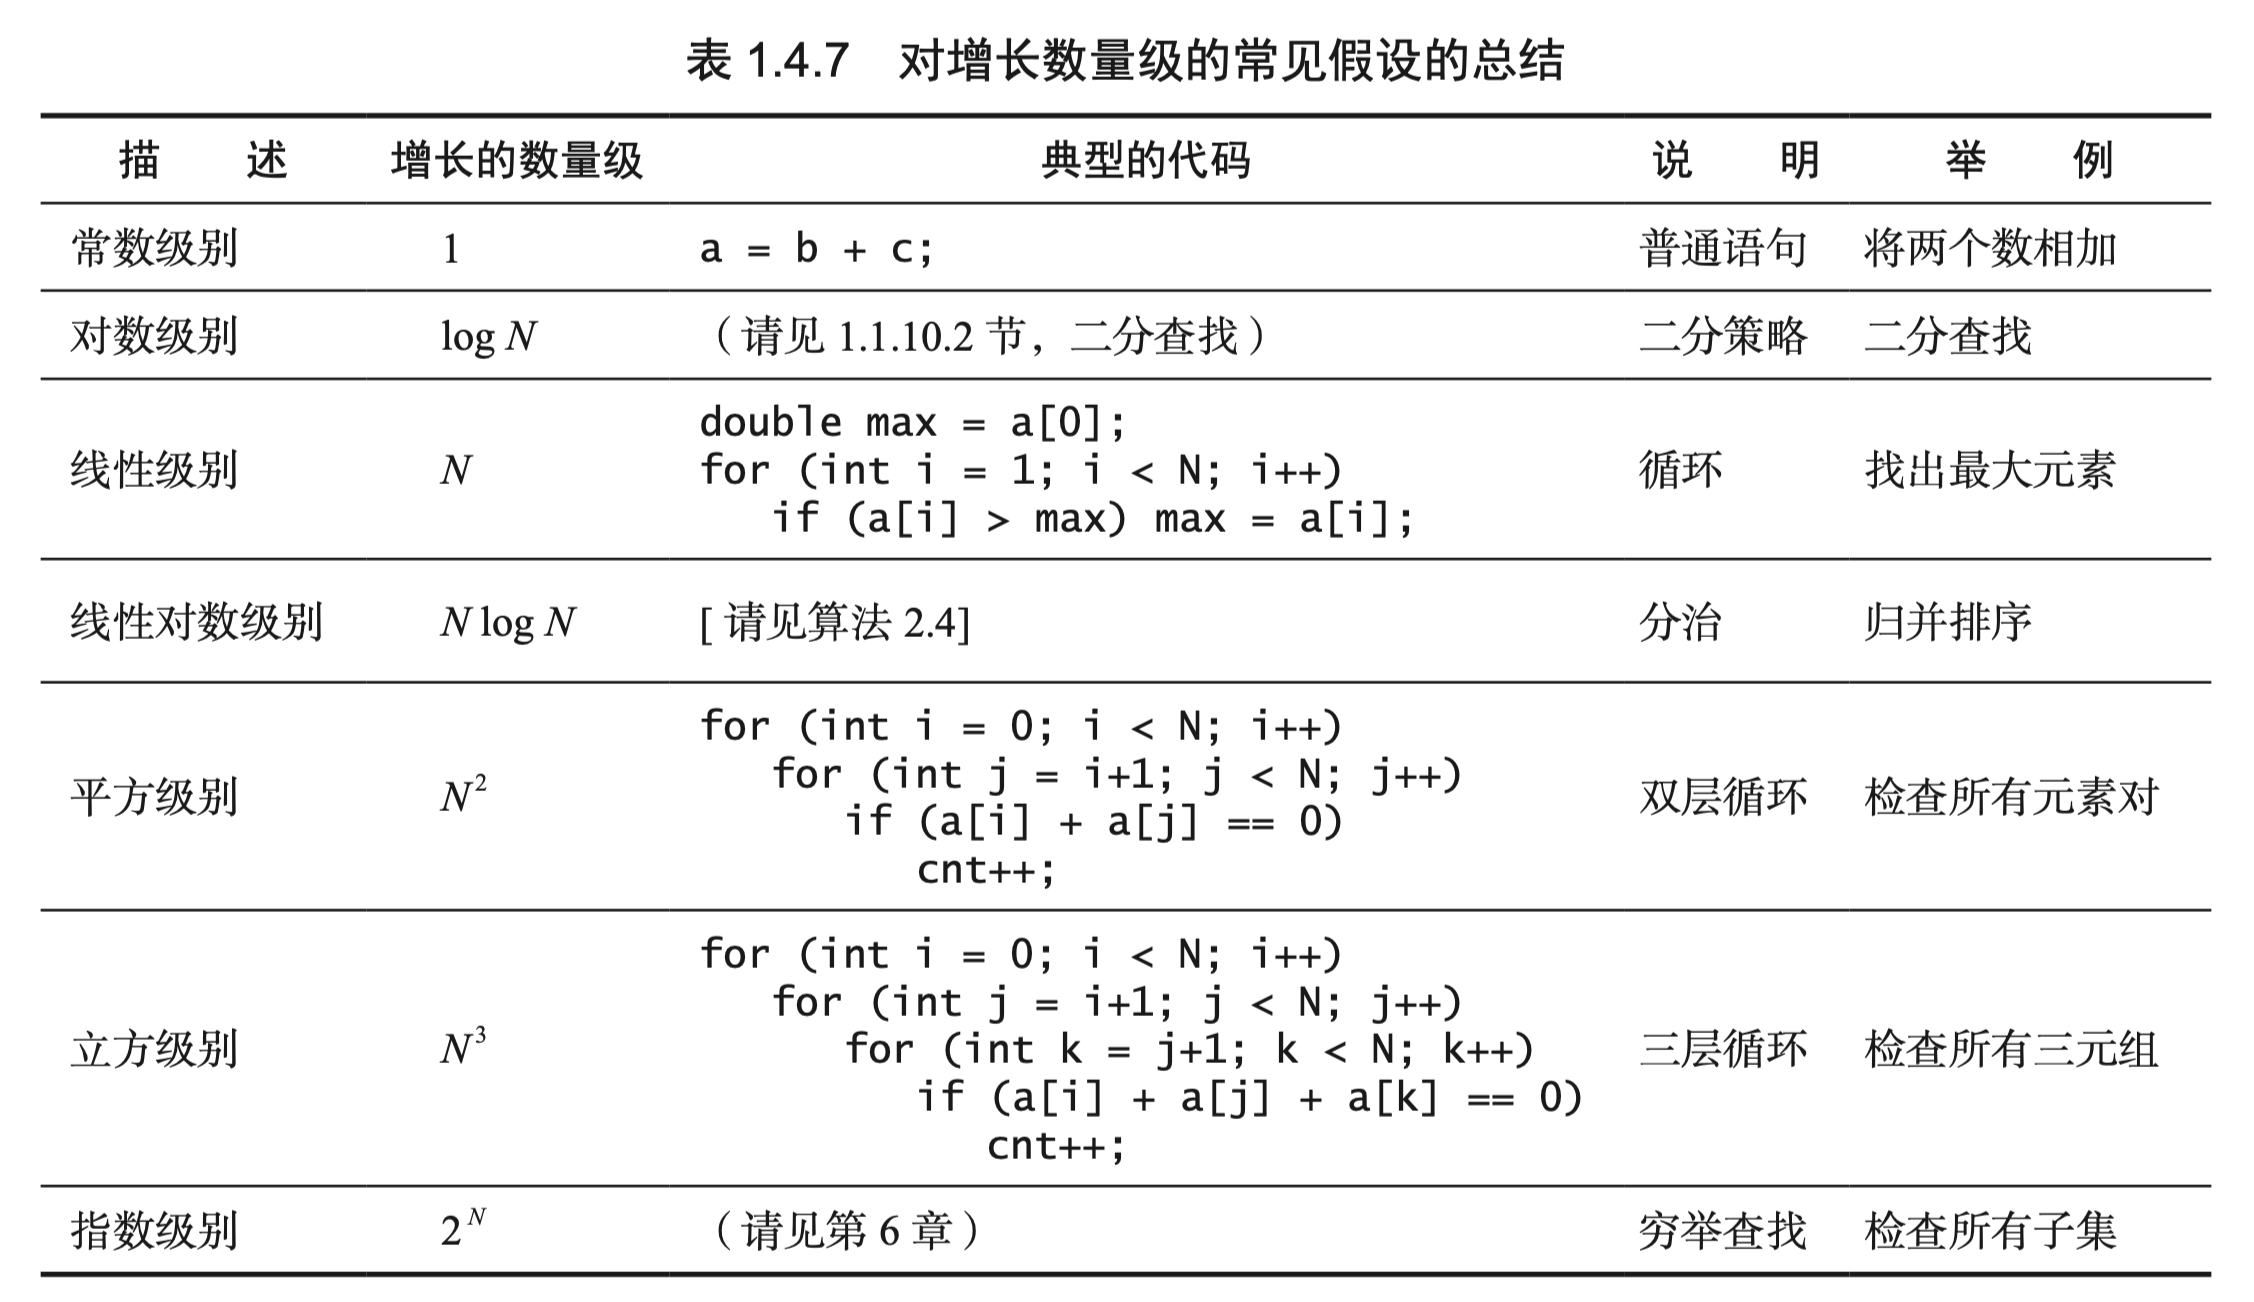 表 1.4.7 对增长数量级的常见假设的总结
描 述 增长的数量级 典型的代码 说 明 举 例
常数级别 1 a = b + c; 普通语句 将两个数相加
对数级别 log N （请见 1.1.10.2 节，二分查找） 二分策略 二分查找
double max = a[0];
线性级别 N for (int i = 1; i < N; i++) 循环 找出最大元素
if (a[i] > max) max = a[i];
线性对数级别 N log N [ 请见算法 2.4] 分治 归并排序
for (int i = 0; i < N; i++)
for (int j = i+1; j < N; j++)
平方级别 N² if (a[i] + a[j] == 0) 双层循环 检查所有元素对
cnt++;
for (int i = 0; i < N; i++)
for (int j = i+1; j < N; j++)
立方级别 N³ for (int k = j+1; k < N; k++) 三层循环 检查所有三元组
if (a[i] + a[j] + a[k] == 0)
cnt++;
指数级别 2ᴺ （请见第 6 章） 穷举查找 检查所有子集